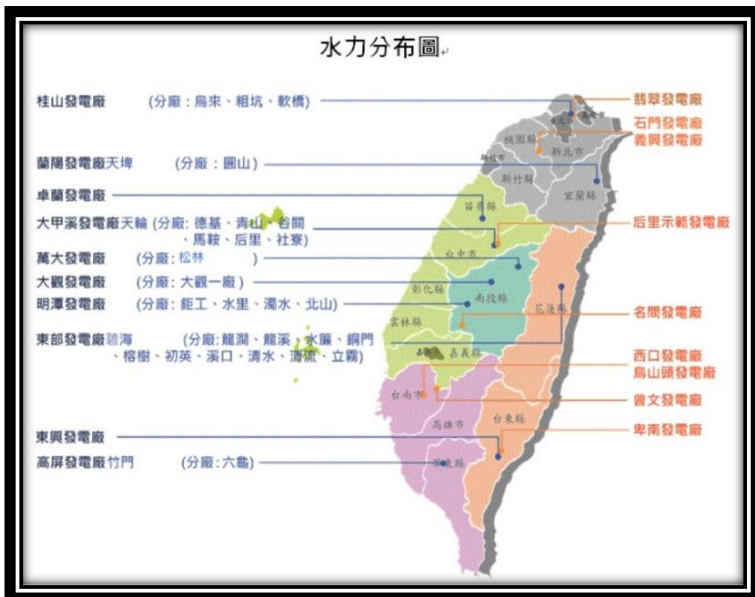 水力分布圖
桂山發電廠 (分廠:烏來、粗坑、軟橋)
蘭陽發電廠天埤 (分廠:圓山)
卓蘭發電廠
大甲溪發電廠天輪 (分廠: 德基、青山、谷關
、馬鞍、后里、社寮)
萬大發電廠 (分廠: 松林 )
大觀發電廠 (分廠:大觀一廠)
明潭發電廠 (分廠:鉅工、水里、濁水、北山)
東部發電廠碧海 (分廠:龍澗、龍溪、水簾、銅門
、榕樹、初英、溪口、清水、清流、立霧)
東興發電廠
高屏發電廠竹門 (分廠:六龜)
翡翠發電廠
石門發電廠
義興發電廠
后里示範發電廠
名間發電廠
西口發電廠
烏山頭發電廠
曾文發電廠
卑南發電廠
桃園縣
新北市
新竹縣
宜蘭縣
苗栗縣
台中市
彰化縣
南投縣
花蓮縣
雲林縣
嘉義縣
台南市
高雄市
台東縣
屏東縣